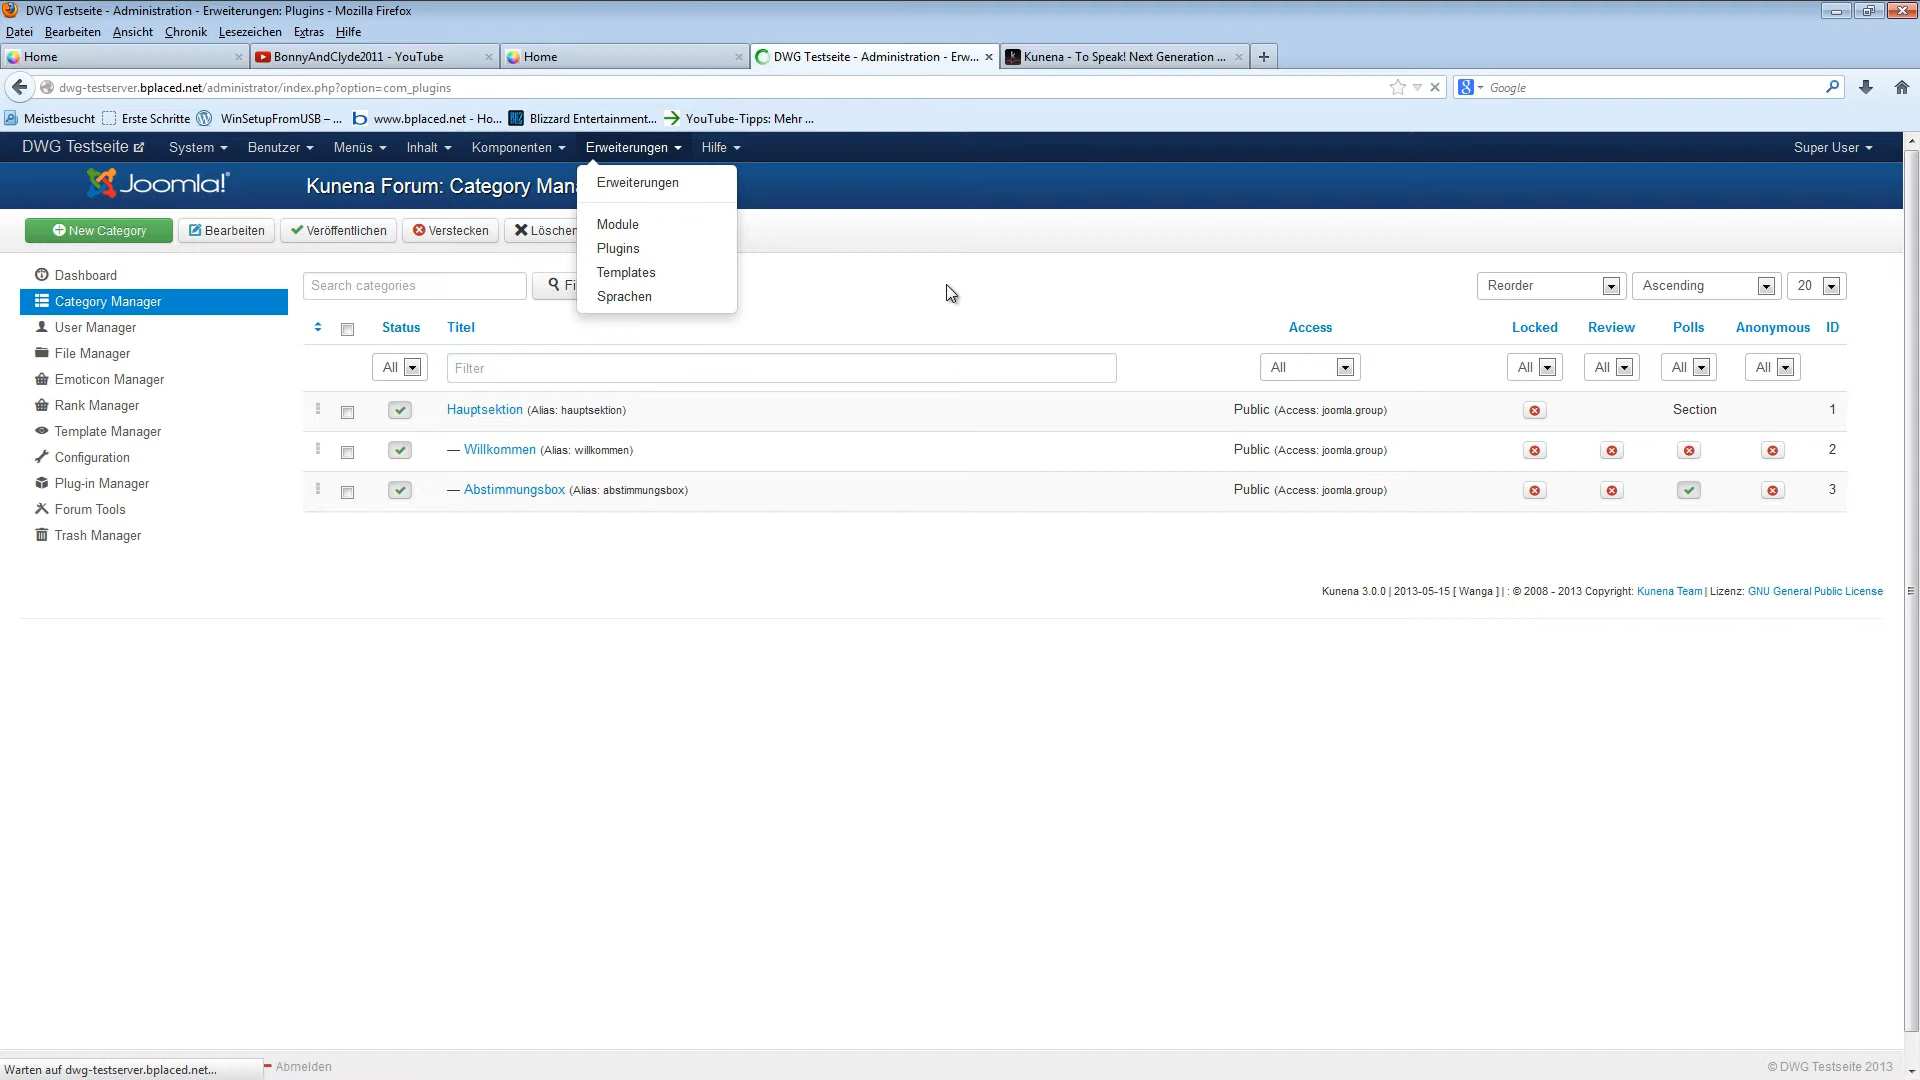 DWG Testseite - Administration - Erweiterungen: Plugins - Mozilla Firefox
Datei Bearbeiten Ansicht Chronik Lesezeichen Extras Hilfe
Home BonnyAndClyde2011 - YouTube Home DWG Testseite - Administration - Erw... Kunena - To Speak! Next Generation ...
dwg-testserver.bplaced.net/administrator/index.php?option=com_plugins Google
Meistbesucht Erste Schritte WinSetupFromUSB – ... www.bplaced.net - Ho... Blizzard Entertainment... YouTube-Tipps: Mehr ...
DWG Testseite System Benutzer Menüs Inhalt Komponenten Erweiterungen Hilfe Super User
Joomla!® Kunena Forum: Category Man
Erweiterungen
Module
Plugins
Templates
Sprachen
New Category Bearbeiten Veröffentlichen Verstecken Löschen
Dashboard
Category Manager
User Manager
File Manager
Emoticon Manager
Rank Manager
Template Manager
Configuration
Plug-in Manager
Forum Tools
Trash Manager
Search categories Fi Reorder Ascending 20
Status Titel Access Locked Review Polls Anonymous ID
All Filter All All All All All
Hauptsektion (Alias: hauptsektion) Public (Access: joomla.group) Section 1
— Willkommen (Alias: willkommen) Public (Access: joomla.group) 2
— Abstimmungsbox (Alias: abstimmungsbox) Public (Access: joomla.group) 3
Kunena 3.0.0 | 2013-05-15 [ Wanga ] | : © 2008 - 2013 Copyright: Kunena Team | Lizenz: GNU General Public License
Warten auf dwg-testserver.bplaced.net... Abmelden © DWG Testseite 2013